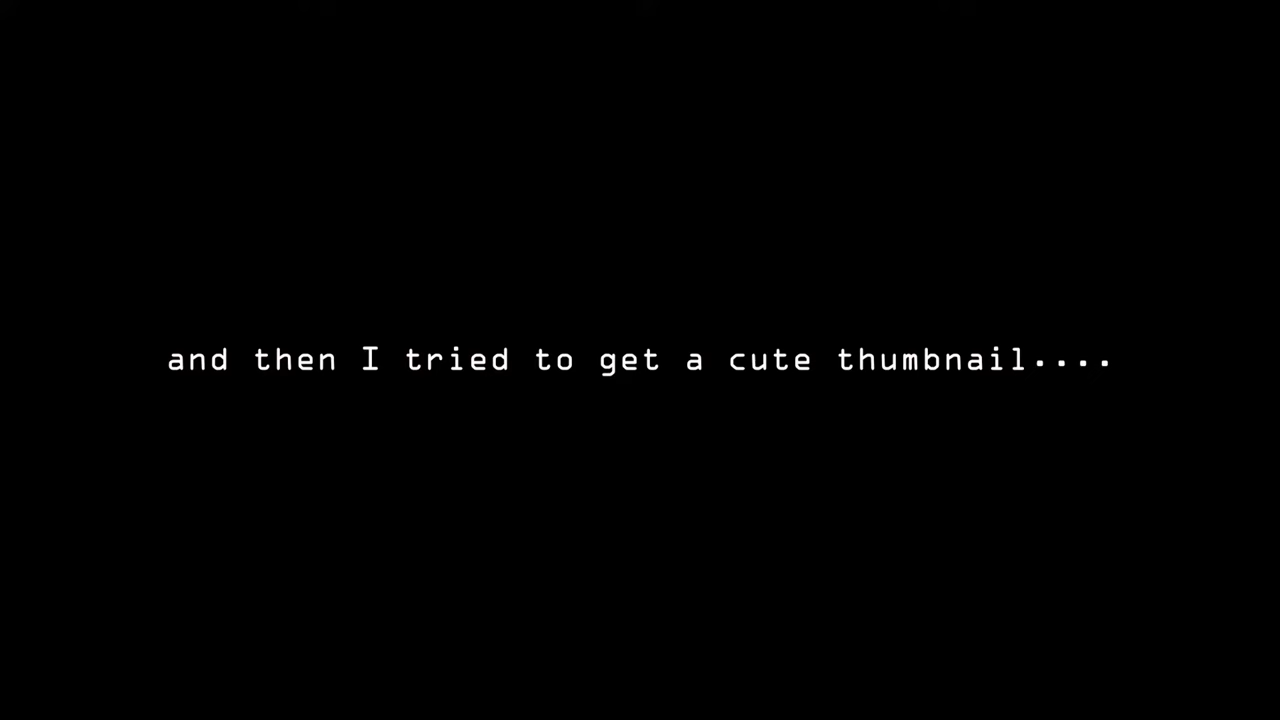 and then I tried to get a cute thumbnail....